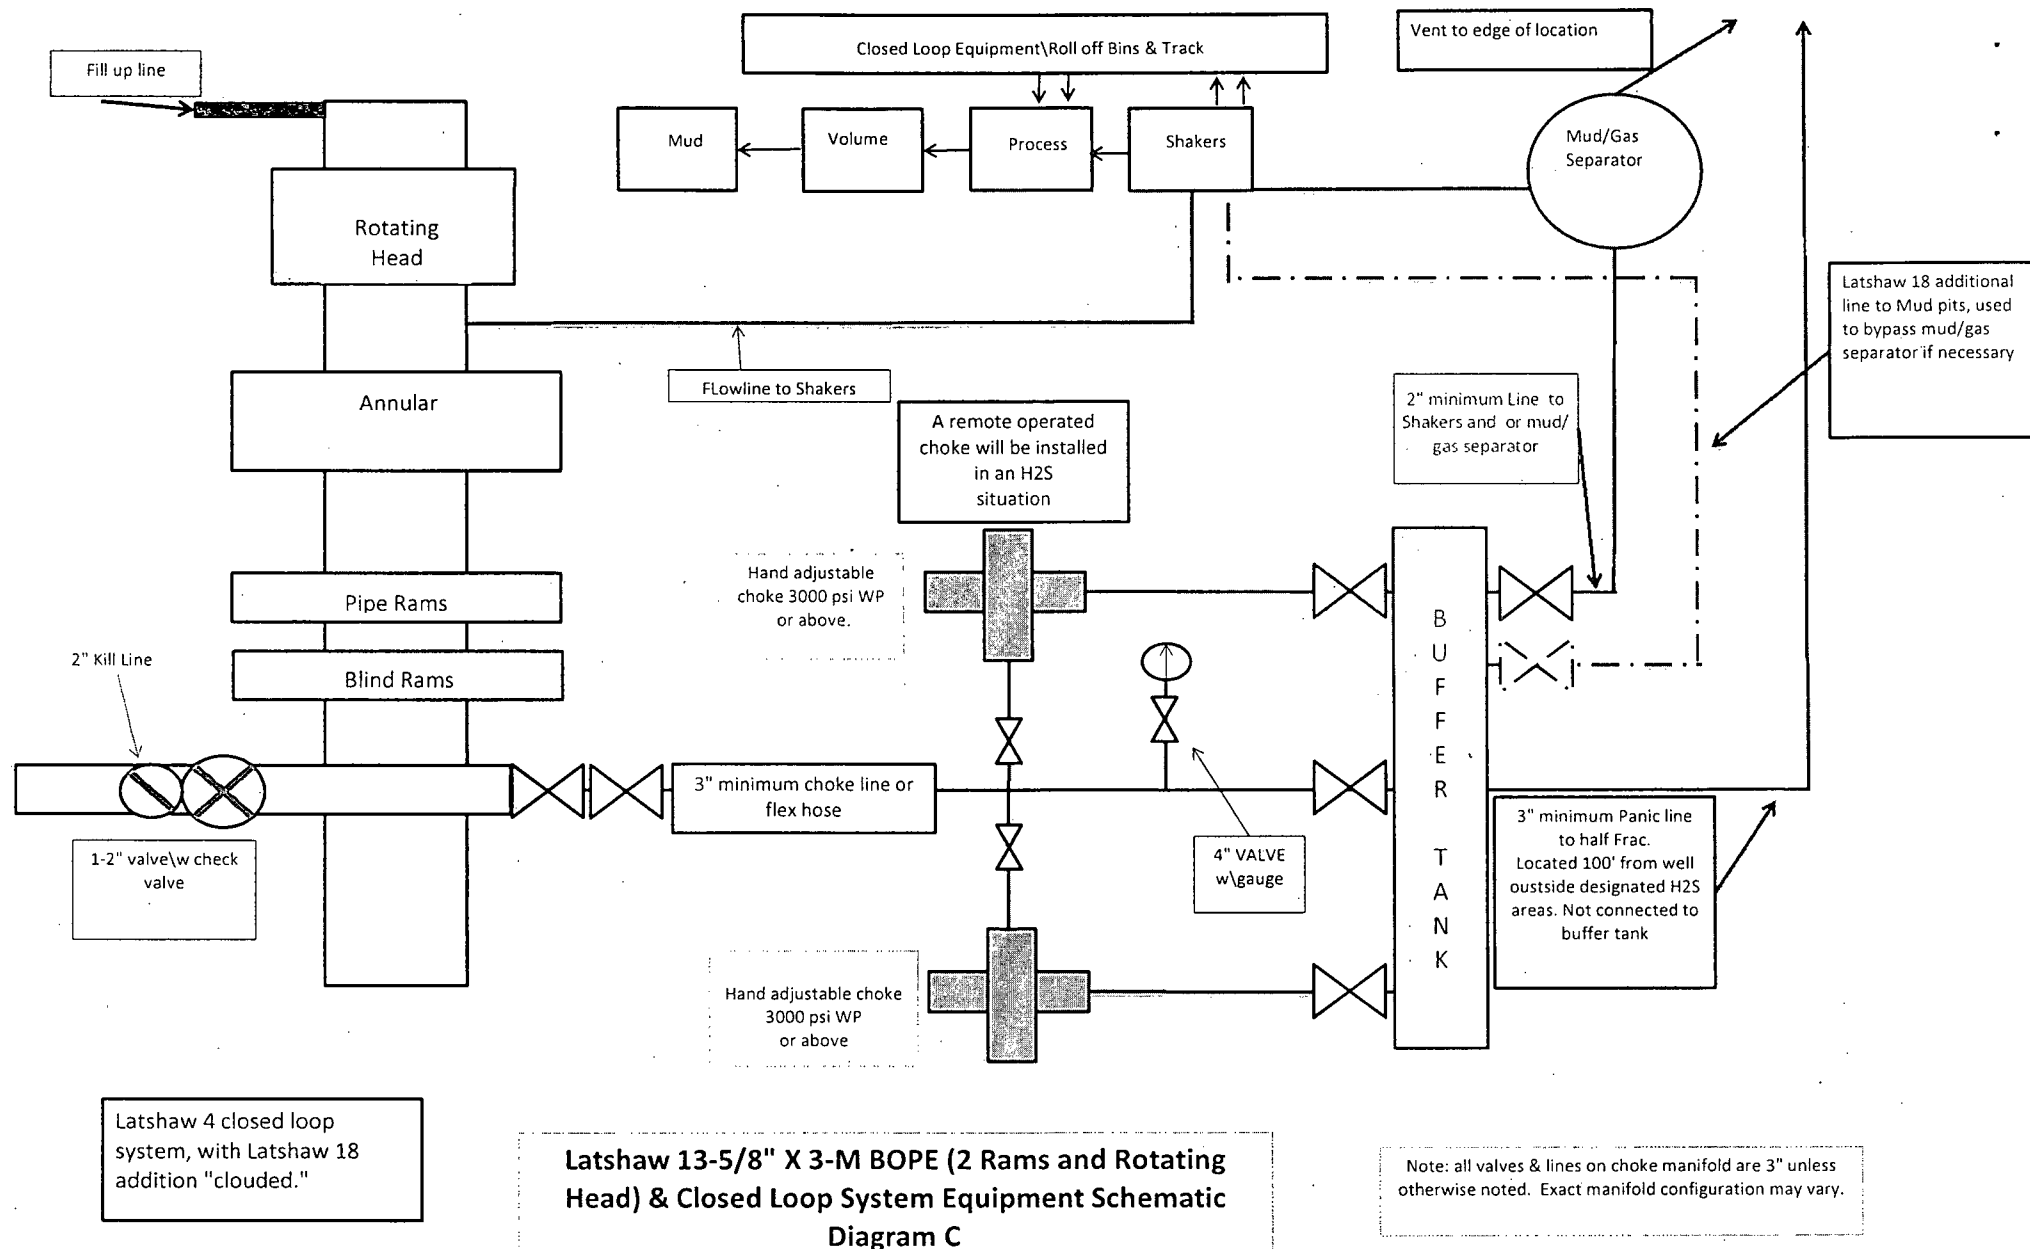 Closed Loop Equipment\Roll off Bins & Track
Vent to edge of location
Fill up line
Mud
Volume
Process
Shakers
Mud/Gas
Separator
Rotating
Head
Latshaw 18 additional
line to Mud pits, used
to bypass mud/gas
separator if necessary
FLowline to Shakers
Annular
2" minimum Line to
Shakers and or mud/
gas separator
A remote operated
choke will be installed
in an H2S
situation
Hand adjustable
choke 3000 psi WP
or above.
Pipe Rams
Blind Rams
2" Kill Line
B
U
F
F
E
R
T
A
N
K
3" minimum choke line or
flex hose
1-2" valve\w check
valve
4" VALVE
w\gauge
3" minimum Panic line
to half Frac.
Located 100' from well
oustside designated H2S
areas. Not connected to
buffer tank
Hand adjustable choke
3000 psi WP
or above
Latshaw 4 closed loop
system, with Latshaw 18
addition "clouded."
Latshaw 13-5/8" X 3-M BOPE (2 Rams and Rotating
Head) & Closed Loop System Equipment Schematic
Diagram C
Note: all valves & lines on choke manifold are 3" unless
otherwise noted. Exact manifold configuration may vary.